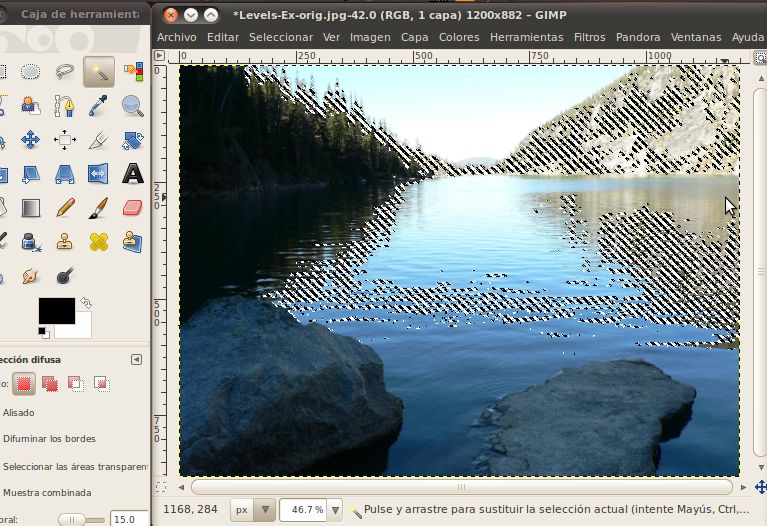 Caja de herramienta
*Levels-Ex-orig.jpg-42.0 (RGB, 1 capa) 1200x882 – GIMP
Archivo Editar Seleccionar Ver Imagen Capa Colores Herramientas Filtros Pandora Ventanas Ayuda
0 250 500 750 1000
0
250
500
750
ección difusa
o:
Alisado
Difuminar los bordes
Seleccionar las áreas transparent
Muestra combinada
oral: 15.0
1168, 284 px 46.7 % Pulse y arrastre para sustituir la selección actual (intente Mayús, Ctrl,...